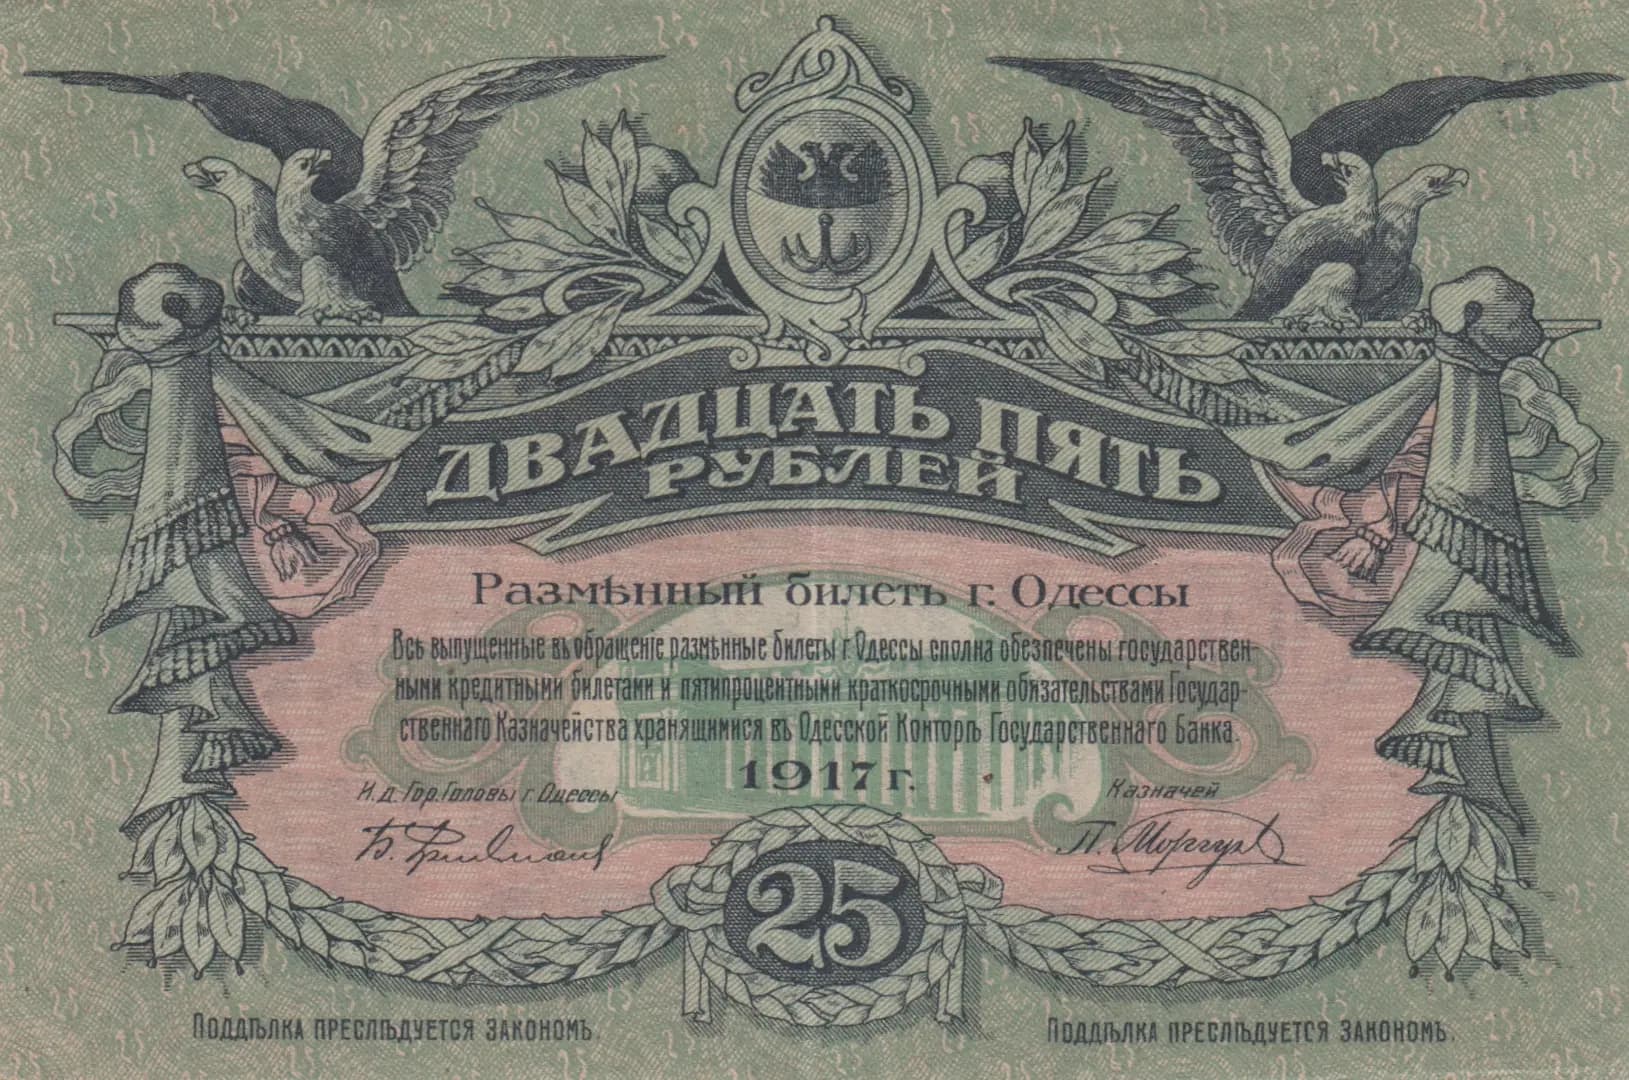 ДВАДЦАТЬ ПЯТЬ
РУБЛЕЙ
Размѣнный билетъ г. Одессы
Всѣ выпущенные въ обращенiе размѣнные билеты г. Одессы сполна обезпечены государствен-
ными кредитными билетами и пятипроцентными краткосрочными обязательствами Государ-
ственнаго Казначейства хранящимися въ Одесской Конторѣ Государственнаго Банка.
1917 г.
И.д. Гор. Головы г. Одессы
Казначей
25
Поддѣлка преслѣдуется закономъ
Поддѣлка преслѣдуется закономъ.